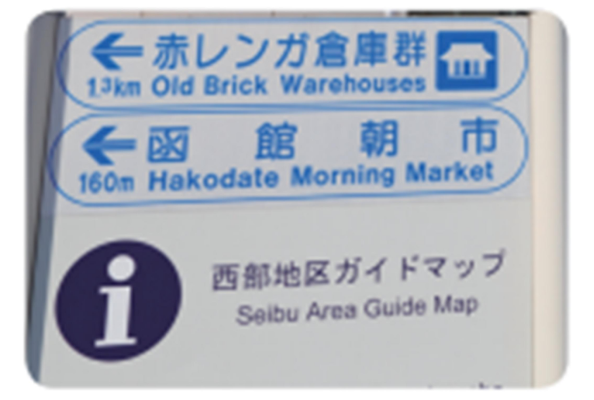 ← 赤レンガ倉庫群
1.3km Old Brick Warehouses
← 函館朝市
160m Hakodate Morning Market
i 西部地区ガイドマップ
Seibu Area Guide Map